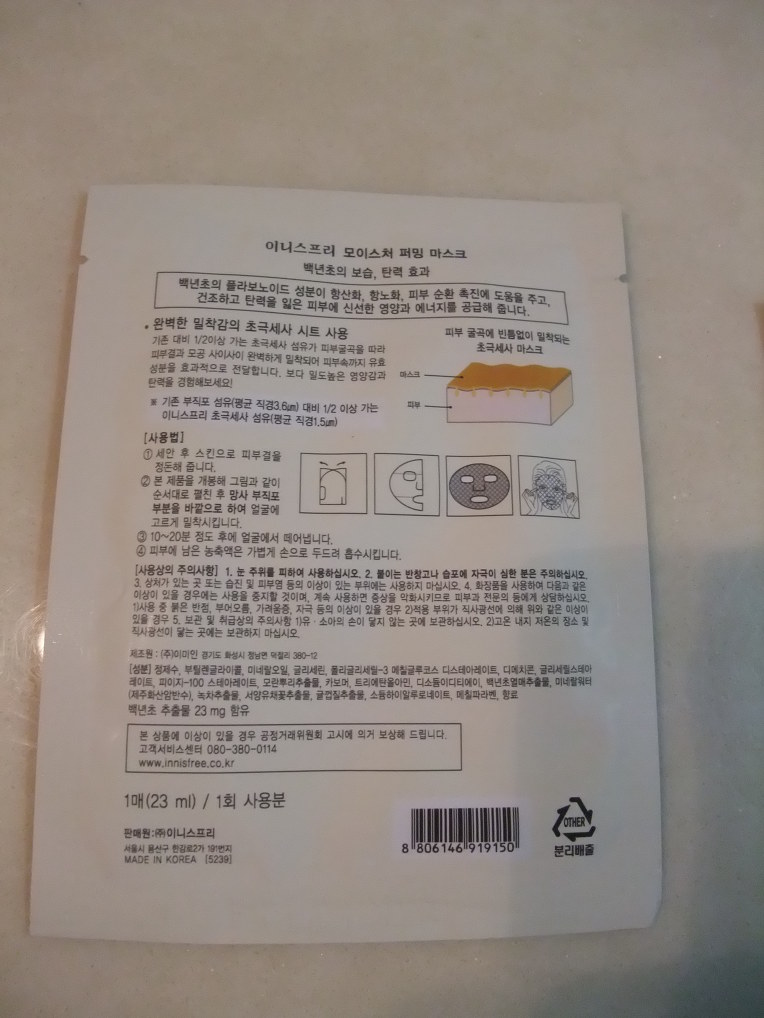 이니스프리 모이스처 퍼밍 마스크
백년초의 보습, 탄력 효과
백년초의 플라보노이드 성분이 항산화, 항노화, 피부 순환 촉진에 도움을 주고,
건조하고 탄력을 잃은 피부에 신선한 영양과 에너지를 공급해 줍니다.
• 완벽한 밀착감의 초극세사 시트 사용
기존 대비 1/2이상 가는 초극세사 섬유가 피부굴곡을 따라
피부결과 모공 사이사이 완벽하게 밀착되어 피부속까지 유효
성분을 효과적으로 전달합니다. 보다 밀도높은 영양감과
탄력을 경험해보세요!
※ 기존 부직포 섬유(평균 직경3.6㎛) 대비 1/2 이상 가는
이니스프리 초극세사 섬유(평균 직경1.5㎛)
피부 굴곡에 빈틈없이 밀착되는
초극세사 마스크
마스크
피부
[사용법]
① 세안 후 스킨으로 피부결을
정돈해 줍니다.
② 본 제품을 개봉해 그림과 같이
순서대로 펼친 후 망사 부직포
부분을 바깥으로 하여 얼굴에
고르게 밀착시킵니다.
③ 10~20분 정도 후에 얼굴에서 떼어냅니다.
④ 피부에 남은 농축액은 가볍게 손으로 두드려 흡수시킵니다.
[사용상의 주의사항] 1. 눈 주위를 피하여 사용하십시오. 2. 붙이는 반창고나 습포에 자극이 심한 분은 주의하십시오.
3. 상처가 있는 곳 또는 습진 및 피부염 등의 이상이 있는 부위에는 사용하지 마십시오. 4. 화장품을 사용하여 다음과 같은
이상이 있을 경우에는 사용을 중지할 것이며, 계속 사용하면 증상을 악화시키므로 피부과 전문의 등에게 상담하십시오.
1)사용 중 붉은 반점, 부어오름, 가려움증, 자극 등의 이상이 있을 경우 2)적용 부위가 직사광선에 의해 위와 같은 이상이
있을 경우 5. 보관 및 취급상의 주의사항 1)유·소아의 손이 닿지 않는 곳에 보관하십시오. 2)고온 내지 저온의 장소 및
직사광선이 닿는 곳에는 보관하지 마십시오.
제조원 : (주)이미인 경기도 화성시 정남면 덕절리 380-12
[성분] 정제수, 부틸렌글라이콜, 미네랄오일, 글리세린, 폴리글리세릴-3 메칠글루코스 디스테아레이트, 디메치콘, 글리세릴스테아
레이트, 피이지-100 스테아레이트, 모란뿌리추출물, 카보머, 트리에탄올아민, 디소듐이디티에이, 백년초열매추출물, 미네랄워터
(제주화산암반수), 녹차추출물, 서양유채꽃추출물, 귤껍질추출물, 소듐하이알루로네이트, 메칠파라벤, 향료
백년초 추출물 23 mg 함유
본 상품에 이상이 있을 경우 공정거래위원회 고시에 의거 보상해 드립니다.
고객서비스센터 080-380-0114
www.innisfree.co.kr
1매(23 ml) / 1회 사용분
판매원:㈜이니스프리
서울시 용산구 한강로2가 191번지
MADE IN KOREA [5239]
8 806146 919150
OTHER
분리배출